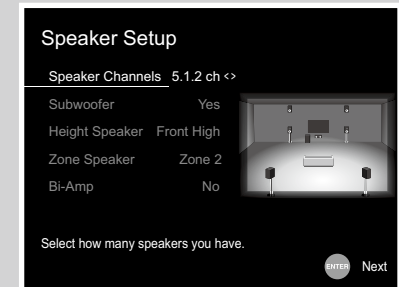 Speaker Setup
Speaker Channels 5.1.2 ch <>
Subwoofer Yes
Height Speaker Front High
Zone Speaker Zone 2
Bi-Amp No
Select how many speakers you have.
ENTER Next